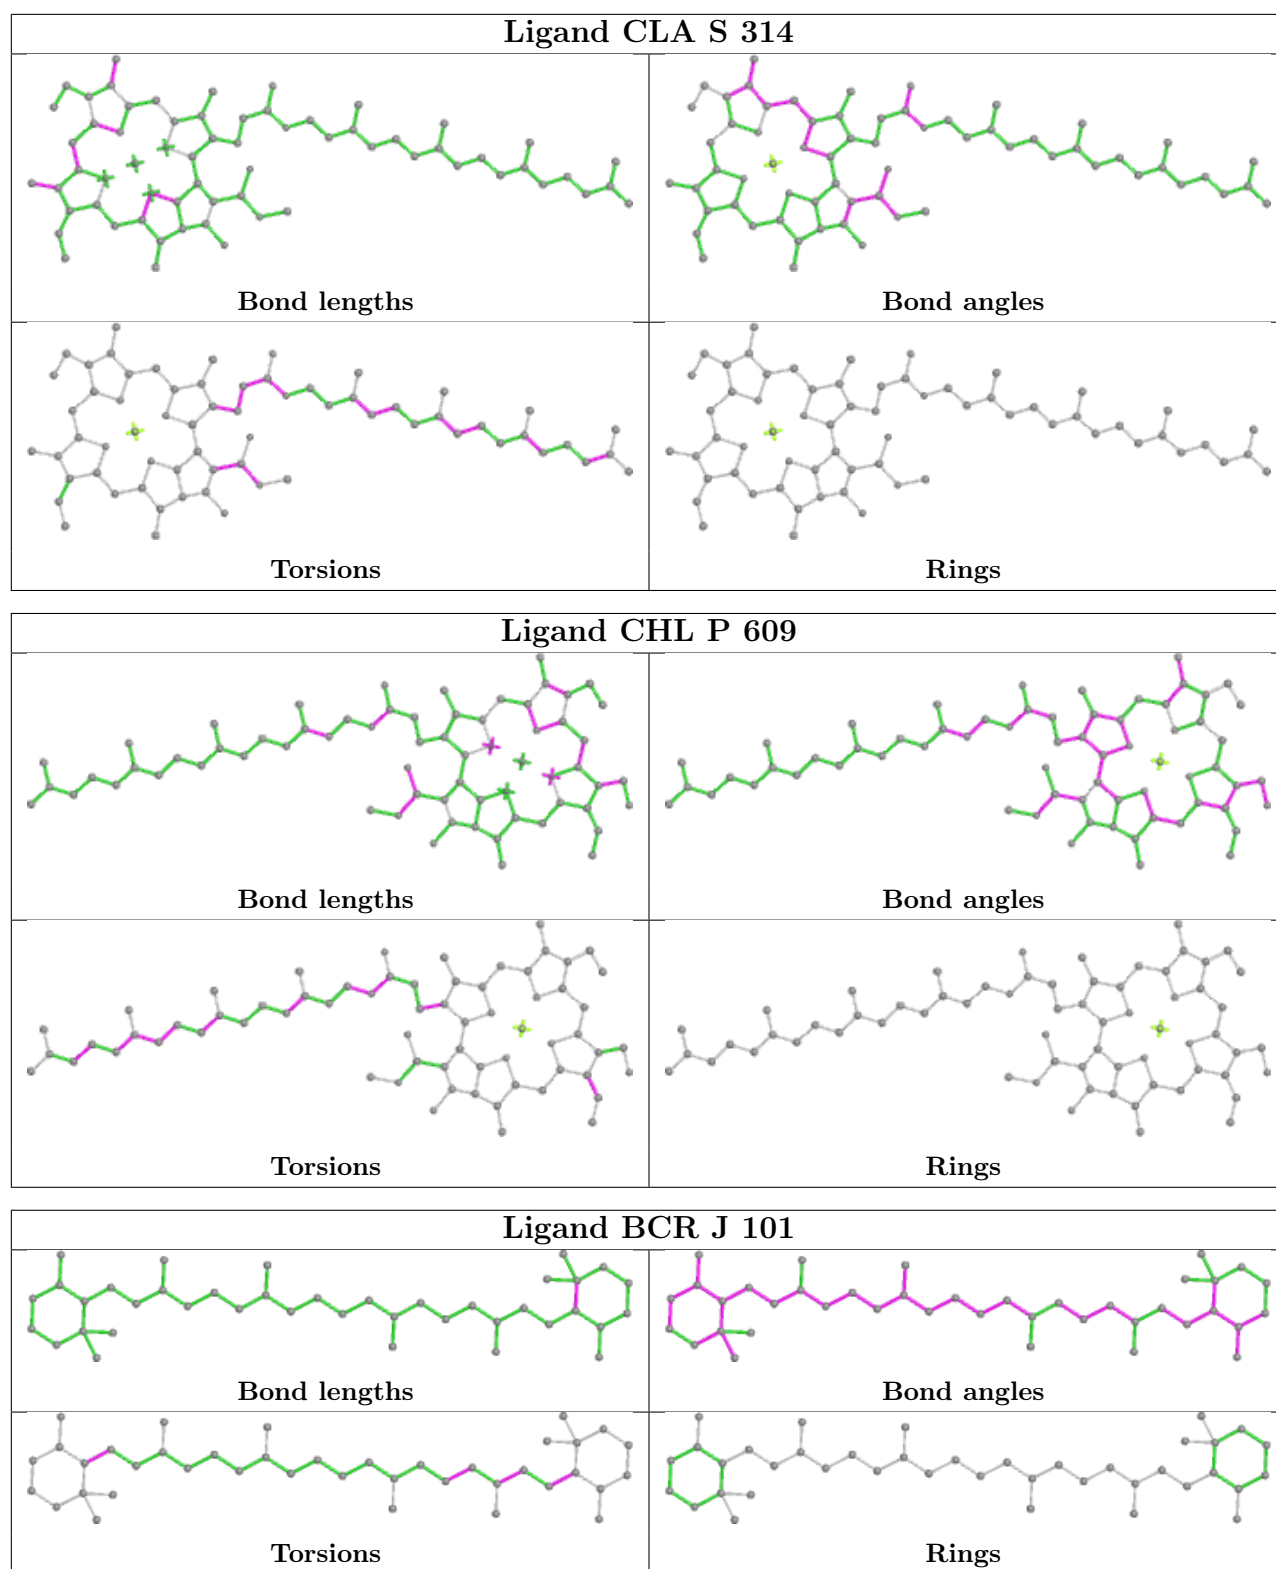 Ligand CLA S 314
Bond lengths
Bond angles
Torsions
Rings
Ligand CHL P 609
Bond lengths
Bond angles
Torsions
Rings
Ligand BCR J 101
Bond lengths
Bond angles
Torsions
Rings